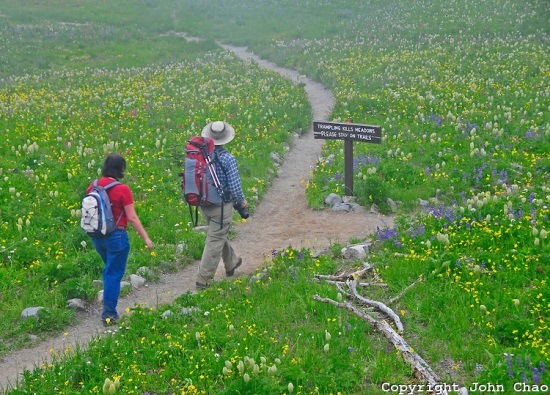 TRAMPLING KILLS MEADOWS
PLEASE STAY ON TRAILS
Copyright, John Chao